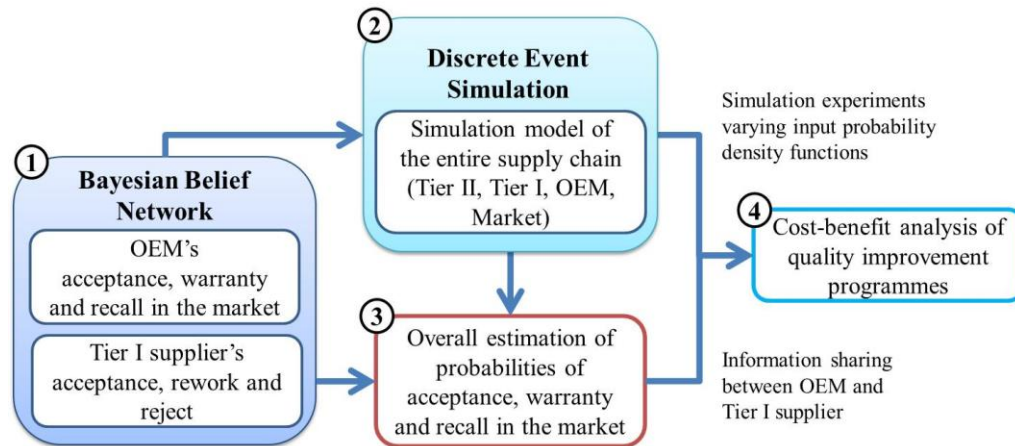 1
Bayesian Belief
Network
OEM's
acceptance, warranty
and recall in the market
Tier I supplier's
acceptance, rework and
reject
2
Discrete Event
Simulation
Simulation model of
the entire supply chain
(Tier II, Tier I, OEM,
Market)
3
Overall estimation of
probabilities of
acceptance, warranty
and recall in the market
Simulation experiments
varying input probability
density functions
4
Cost-benefit analysis of
quality improvement
programmes
Information sharing
between OEM and
Tier I supplier